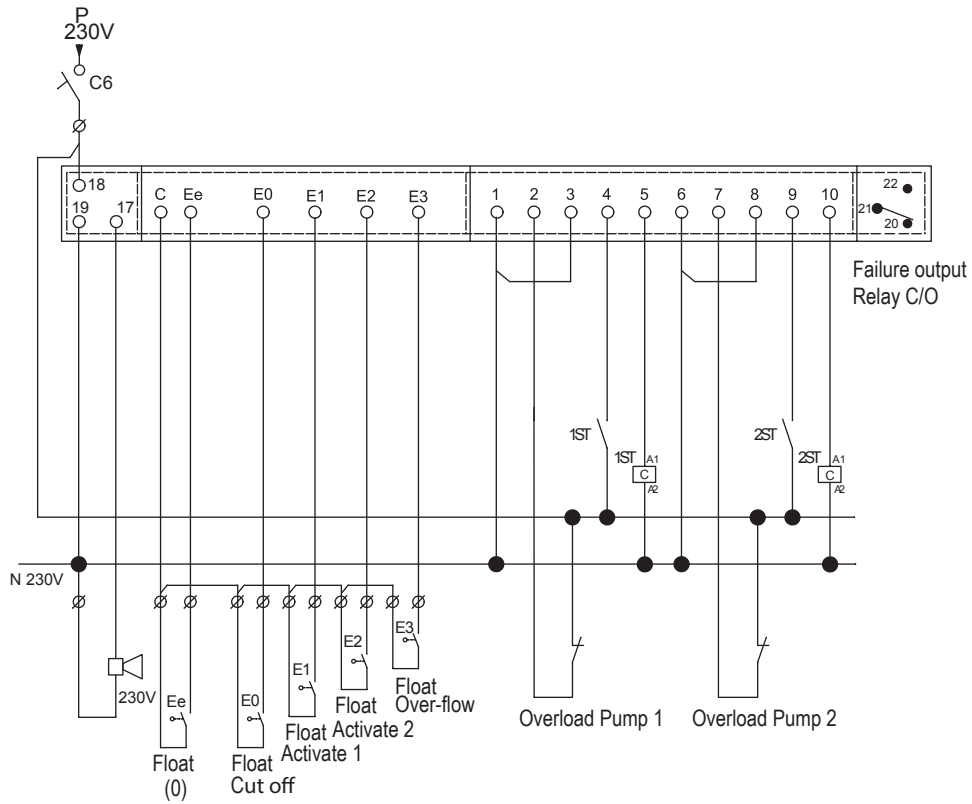 P
230V
C6
18
19
17
C
Ee
E0
E1
E2
E3
1
2
3
4
5
6
7
8
9
10
22
21
20
Failure output
Relay C/O
1ST
1ST
A1
C
A2
2ST
2ST
A1
C
A2
N 230V
230V
Ee
E0
E1
E2
E3
Float
(0)
Float
Cut off
Float
Activate 1
Float
Activate 2
Float
Over-flow
Overload Pump 1
Overload Pump 2